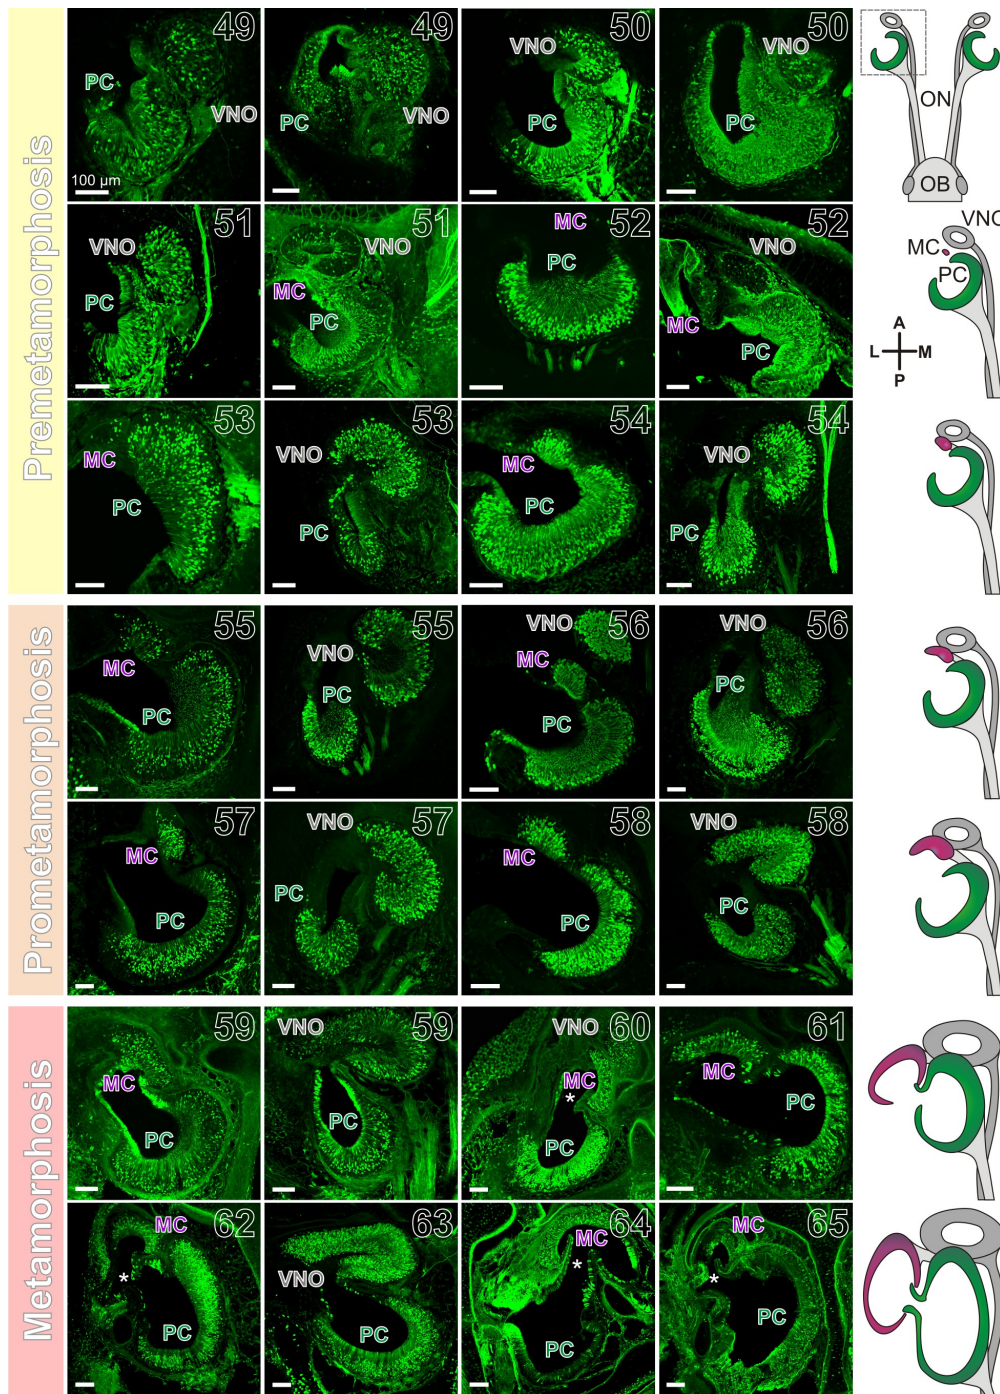 Premetamorphosis
49
PC
VNO
100 µm
49
PC
VNO
50
VNO
PC
50
VNO
PC
ON
OB
51
VNO
PC
51
VNO
MC
PC
52
MC
PC
52
VNO
MC
PC
VNO
MC
PC
A
L M
P
53
MC
PC
53
VNO
PC
54
MC
PC
54
VNO
PC
Prometamorphosis
55
MC
PC
55
VNO
PC
56
VNO
MC
PC
56
VNO
PC
57
MC
PC
57
VNO
PC
58
MC
PC
58
VNO
PC
Metamorphosis
59
MC
PC
59
VNO
PC
60
VNO
MC
*
PC
61
MC
PC
62
MC
*
PC
63
VNO
PC
64
MC
*
PC
65
MC
*
PC